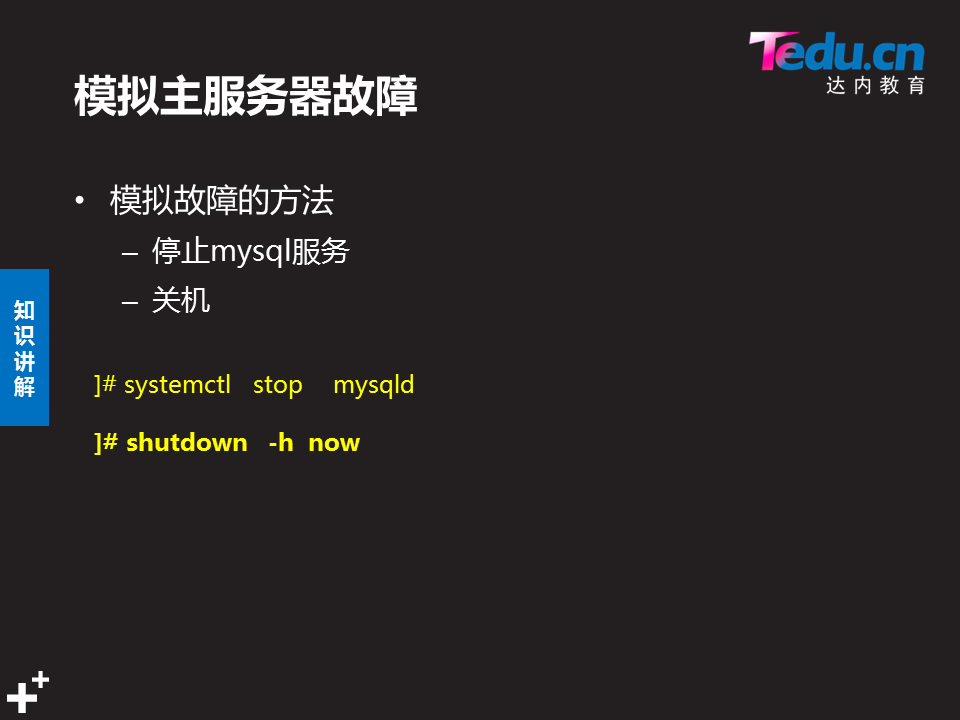 Tedu.cn
达内教育
模拟主服务器故障
• 模拟故障的方法
– 停止mysql服务
– 关机
知识讲解
]# systemctl stop mysqld
]# shutdown -h now